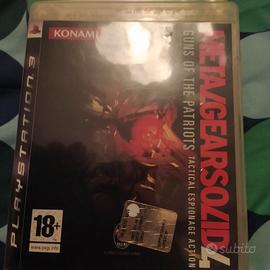 KONAMI
PLAYSTATION 3
METAL GEAR SOLID 4
GUNS OF THE PATRIOTS
TACTICAL ESPIONAGE ACTION
18+
www.pegi.info
subito